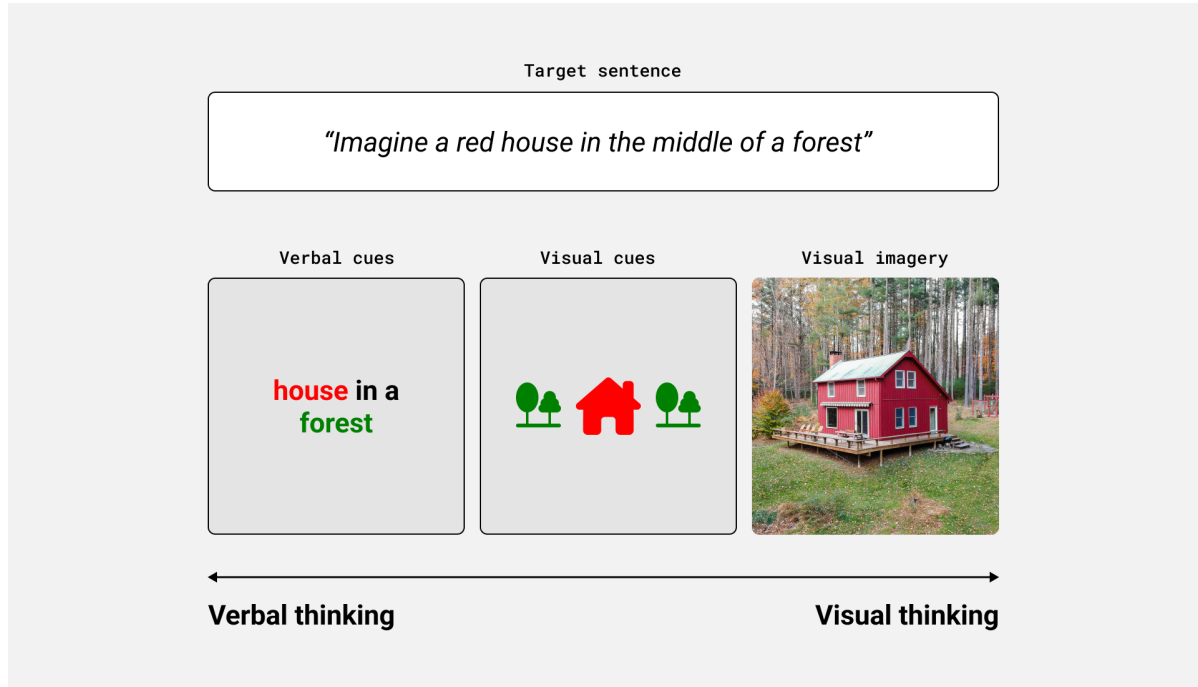 Target sentence
“Imagine a red house in the middle of a forest”
Verbal cues
Visual cues
Visual imagery
house in a
forest
Verbal thinking
Visual thinking